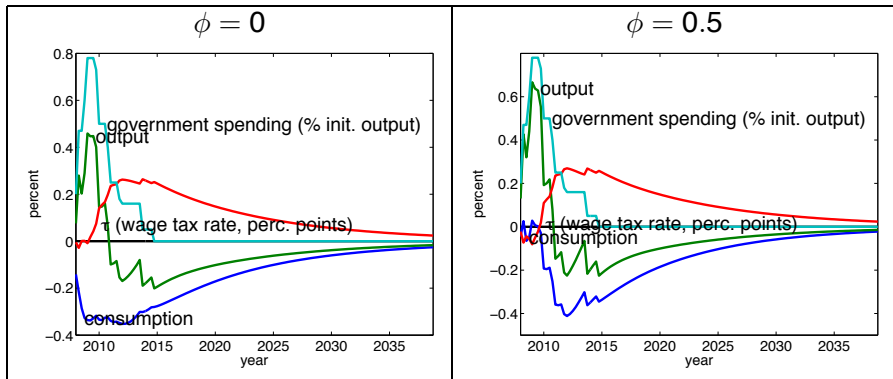 ϕ = 0
0.8
0.6
0.4
0.2
0
−0.2
−0.4
percent
government spending (% init. output)
output
τ (wage tax rate, perc. points)
consumption
2010 2015 2020 2025 2030 2035
year
ϕ = 0.5
0.8
0.6
0.4
0.2
0
−0.2
−0.4
percent
output
government spending (% init. output)
τ (wage tax rate, perc. points)
consumption
2010 2015 2020 2025 2030 2035
year